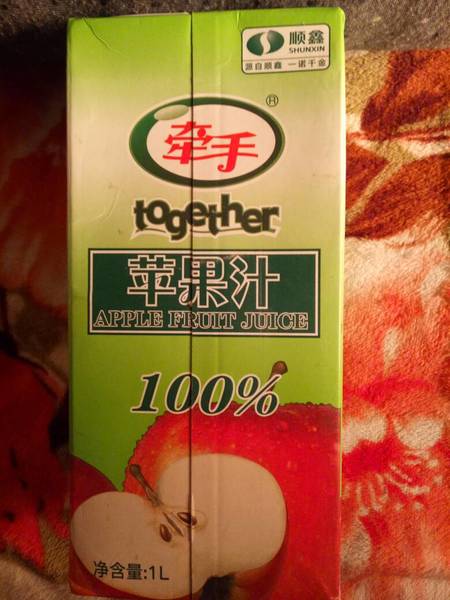 顺鑫
SHUNXIN
源自顺鑫 一诺千金
牵手®
together
苹果汁
APPLE FRUIT JUICE
100%
净含量:1L